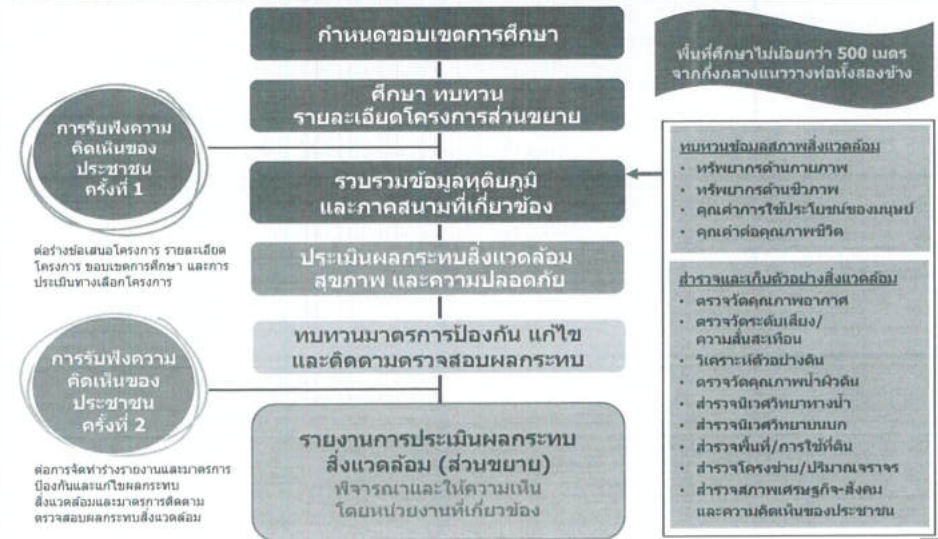 กำหนดขอบเขตการศึกษา
ศึกษา ทบทวน
รายละเอียดโครงการส่วนขยาย
รวบรวมข้อมูลทุติยภูมิ
และภาคสนามที่เกี่ยวข้อง
ประเมินผลกระทบสิ่งแวดล้อม
สุขภาพ และความปลอดภัย
ทบทวนมาตรการป้องกัน แก้ไข
และติดตามตรวจสอบผลกระทบ
รายงานการประเมินผลกระทบ
สิ่งแวดล้อม (ส่วนขยาย)
พิจารณาและให้ความเห็น
โดยหน่วยงานที่เกี่ยวข้อง
การรับฟังความ
คิดเห็นของ
ประชาชน
ครั้งที่ 1
ต่อร่างข้อเสนอโครงการ รายละเอียด
โครงการ ขอบเขตการศึกษา และการ
ประเมินทางเลือกโครงการ
การรับฟังความ
คิดเห็นของ
ประชาชน
ครั้งที่ 2
ต่อการจัดทำร่างรายงานและมาตรการ
ป้องกันและแก้ไขผลกระทบ
สิ่งแวดล้อมและมาตรการติดตาม
ตรวจสอบผลกระทบสิ่งแวดล้อม
พื้นที่ศึกษาไม่น้อยกว่า 500 เมตร
จากกึ่งกลางแนววางท่อทั้งสองข้าง
ทบทวนข้อมูลสภาพสิ่งแวดล้อม
• ทรัพยากรด้านกายภาพ
• ทรัพยากรด้านชีวภาพ
• คุณค่าการใช้ประโยชน์ของมนุษย์
• คุณค่าต่อคุณภาพชีวิต
สำรวจและเก็บตัวอย่างสิ่งแวดล้อม
• ตรวจวัดคุณภาพอากาศ
• ตรวจวัดระดับเสียง/
ความสั่นสะเทือน
• วิเคราะห์ตัวอย่างดิน
• ตรวจวัดคุณภาพน้ำผิวดิน
• สำรวจนิเวศวิทยาทางน้ำ
• สำรวจนิเวศวิทยาบนบก
• สำรวจพื้นที่/การใช้ที่ดิน
• สำรวจโครงข่าย/ปริมาณจราจร
• สำรวจสภาพเศรษฐกิจ-สังคม
และความคิดเห็นของประชาชน